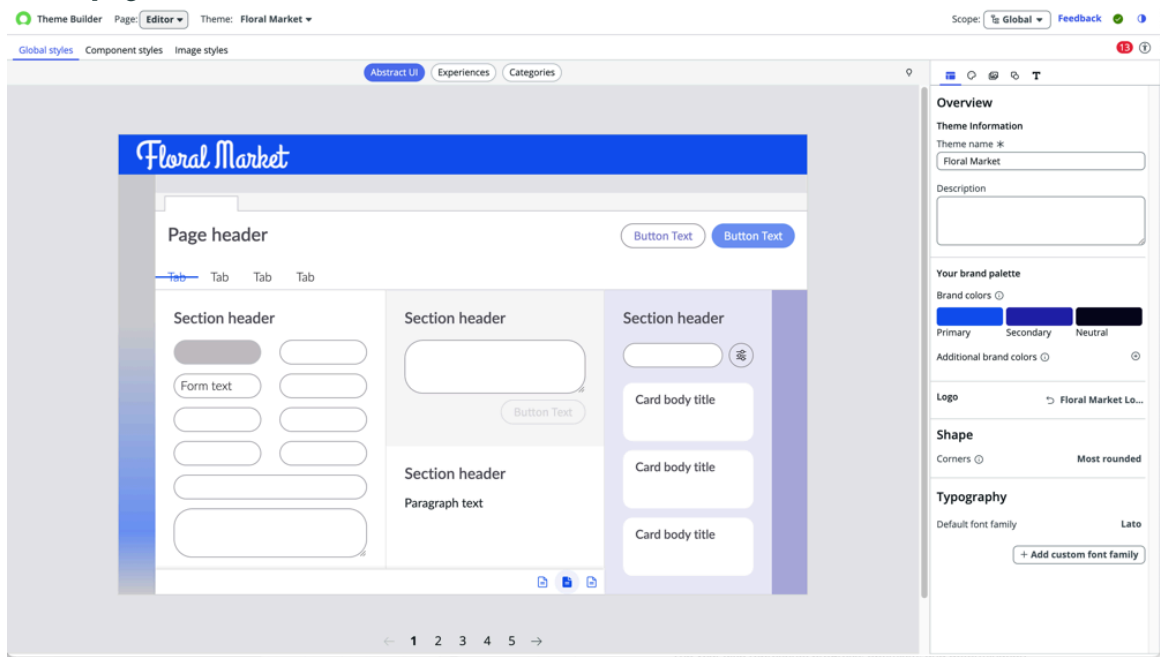 Theme Builder Page: Editor Theme: Floral Market Scope: Global Feedback
Global styles Component styles Image styles 13
Abstract UI Experiences Categories
Overview
Theme Information
Theme name *
Floral Market
Description
Your brand palette
Brand colors
Primary Secondary Neutral
Additional brand colors
Logo Floral Market Lo...
Shape
Corners Most rounded
Typography
Default font family Lato
+ Add custom font family
Floral Market
Page header Button Text Button Text
Tab Tab Tab Tab
Section header
Form text
Section header
Button Text
Section header
Paragraph text
Section header
Card body title
Card body title
Card body title
← 1 2 3 4 5 →